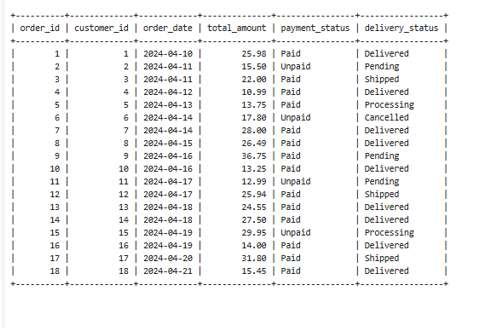 +----------+-------------+------------+--------------+----------------+-----------------+
| order_id | customer_id | order_date | total_amount | payment_status | delivery_status |
+----------+-------------+------------+--------------+----------------+-----------------+
|        1 |           1 | 2024-04-10 |        25.98 | Paid           | Delivered       |
|        2 |           2 | 2024-04-11 |        15.50 | Unpaid         | Pending         |
|        3 |           3 | 2024-04-11 |        22.00 | Paid           | Shipped         |
|        4 |           4 | 2024-04-12 |        10.99 | Paid           | Delivered       |
|        5 |           5 | 2024-04-13 |        13.75 | Paid           | Processing      |
|        6 |           6 | 2024-04-14 |        17.80 | Unpaid         | Cancelled       |
|        7 |           7 | 2024-04-14 |        28.00 | Paid           | Delivered       |
|        8 |           8 | 2024-04-15 |        26.49 | Paid           | Delivered       |
|        9 |           9 | 2024-04-16 |        36.75 | Paid           | Pending         |
|       10 |          10 | 2024-04-16 |        13.25 | Paid           | Delivered       |
|       11 |          11 | 2024-04-17 |        12.99 | Unpaid         | Pending         |
|       12 |          12 | 2024-04-17 |        25.94 | Paid           | Shipped         |
|       13 |          13 | 2024-04-18 |        24.55 | Paid           | Delivered       |
|       14 |          14 | 2024-04-18 |        27.50 | Paid           | Delivered       |
|       15 |          15 | 2024-04-19 |        29.95 | Unpaid         | Processing      |
|       16 |          16 | 2024-04-19 |        14.00 | Paid           | Delivered       |
|       17 |          17 | 2024-04-20 |        31.80 | Paid           | Shipped         |
|       18 |          18 | 2024-04-21 |        15.45 | Paid           | Delivered       |
+----------+-------------+------------+--------------+----------------+-----------------+